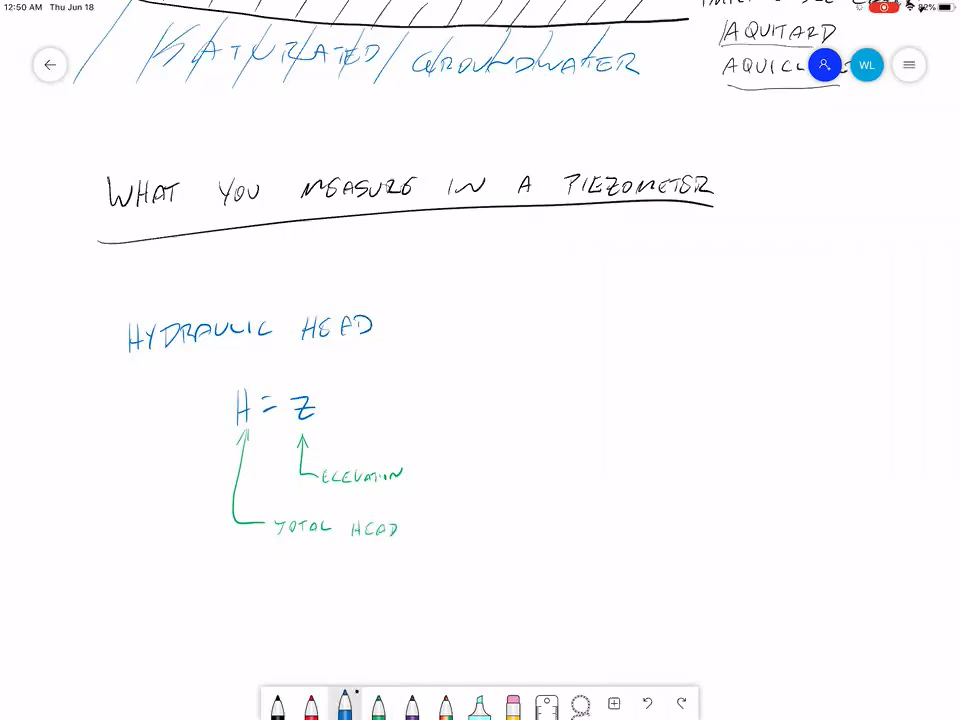 12:50 AM Thu Jun 18
82%
AQUITARD
SATURATED GROUNDWATER
WL
WHAT YOU MEASURE IN A PIEZOMETER
HYDRAULIC HEAD
H = Z
ELEVATION
TOTAL HEAD